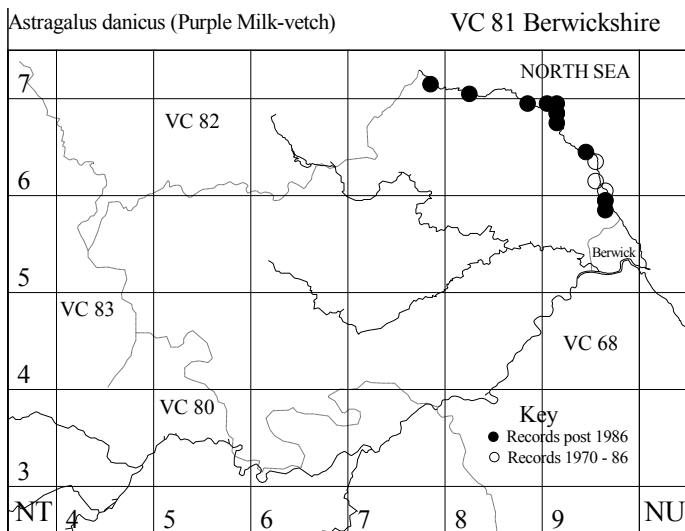 Astragalus danicus (Purple Milk-vetch) VC 81 Berwickshire
NORTH SEA
7
VC 82
6
Berwick
5
VC 83
VC 68
4
VC 80
Key
Records post 1986
Records 1970 - 86
3
NT 4 5 6 7 8 9 NU